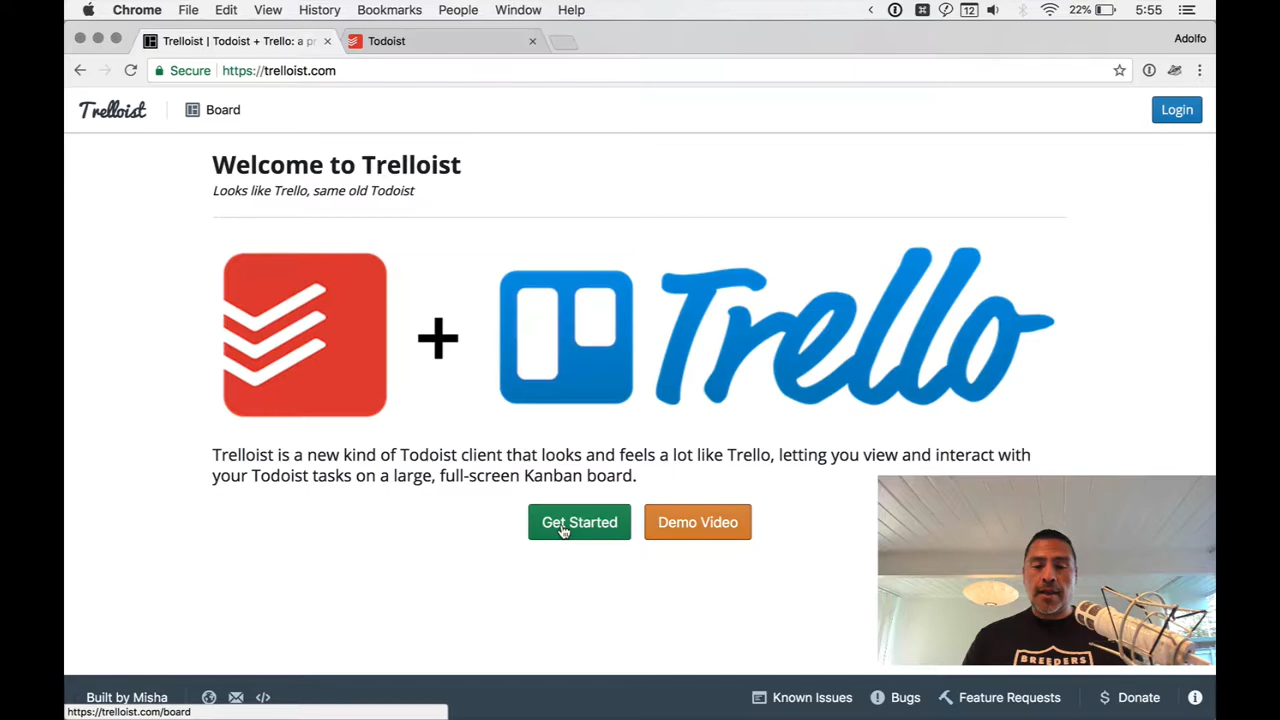 Chrome File Edit View History Bookmarks People Window Help
12 22% 5:55
Trelloist | Todoist + Trello: a pr
Todoist
Adolfo
Secure https://trelloist.com
Trelloist
Board
Login
Welcome to Trelloist
Looks like Trello, same old Todoist
+ Trello
Trelloist is a new kind of Todoist client that looks and feels a lot like Trello, letting you view and interact with
your Todoist tasks on a large, full-screen Kanban board.
Get Started
Demo Video
BREEDERS
Built by Misha
Known Issues
Bugs
Feature Requests
$ Donate
https://trelloist.com/board